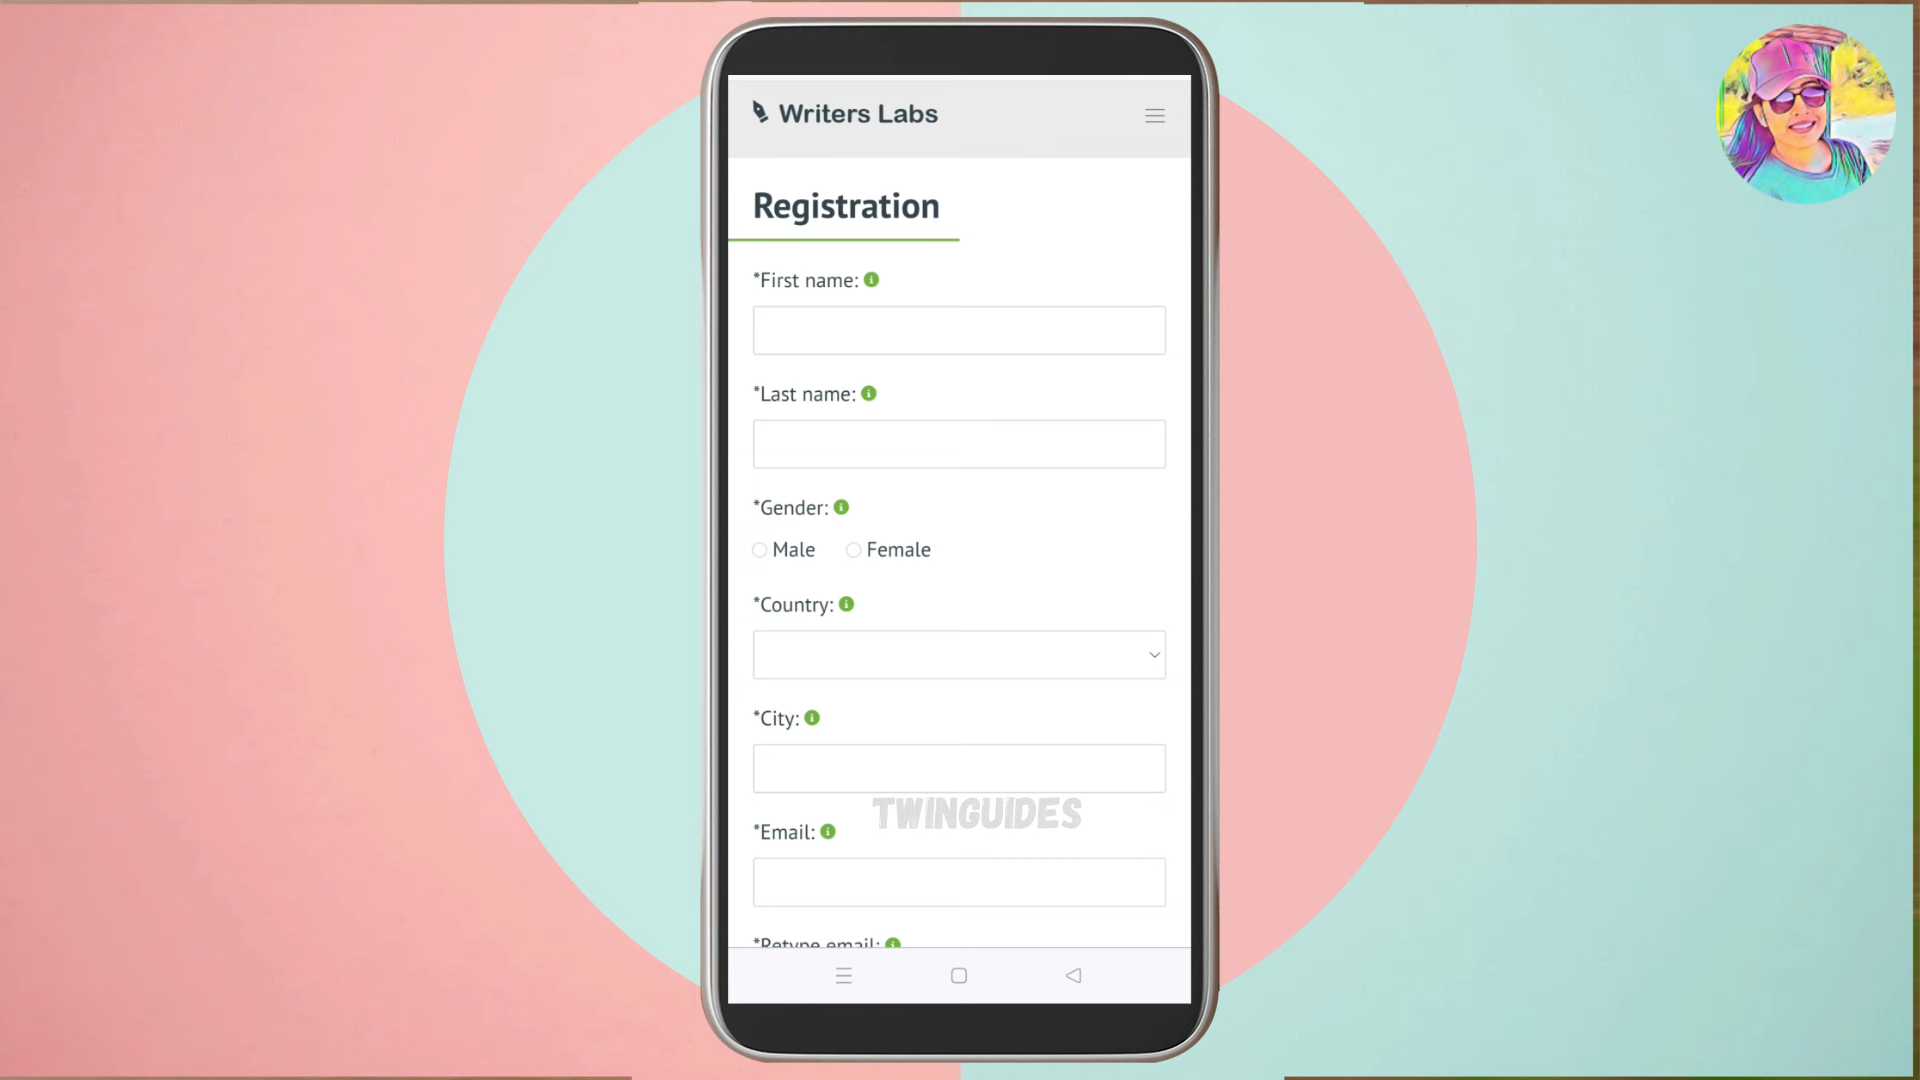 Writers Labs
Registration
*First name:
*Last name:
*Gender:
Male Female
*Country:
*City:
TWINGUIDES
*Email:
*Retype email: